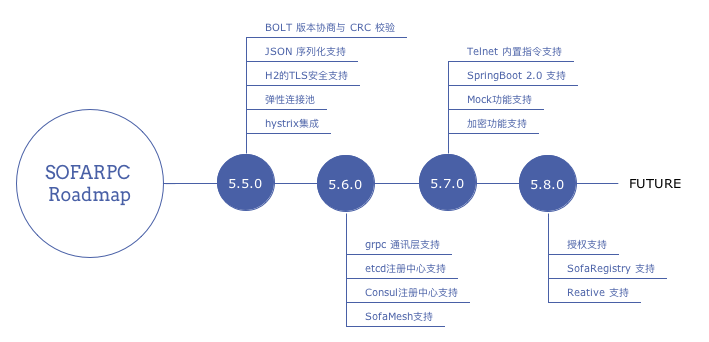 SOFARPC
Roadmap
BOLT 版本协商与 CRC 校验
JSON 序列化支持
H2的TLS安全支持
弹性连接池
hystrix集成
5.5.0
5.6.0
grpc 通讯层支持
etcd注册中心支持
Consul注册中心支持
SofaMesh支持
Telnet 内置指令支持
SpringBoot 2.0 支持
Mock功能支持
加密功能支持
5.7.0
5.8.0
授权支持
SofaRegistry 支持
Reative 支持
FUTURE